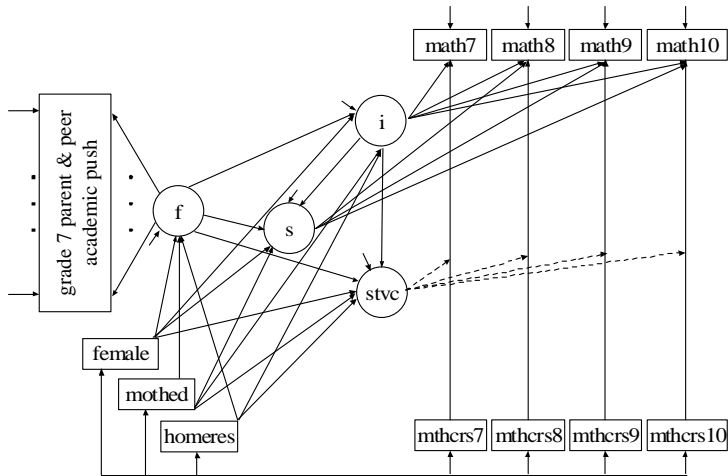 math7
math8
math9
math10
grade 7 parent & peer
academic push
i
f
s
stvc
female
mothed
homeres
mthcrs7
mthcrs8
mthcrs9
mthcrs10